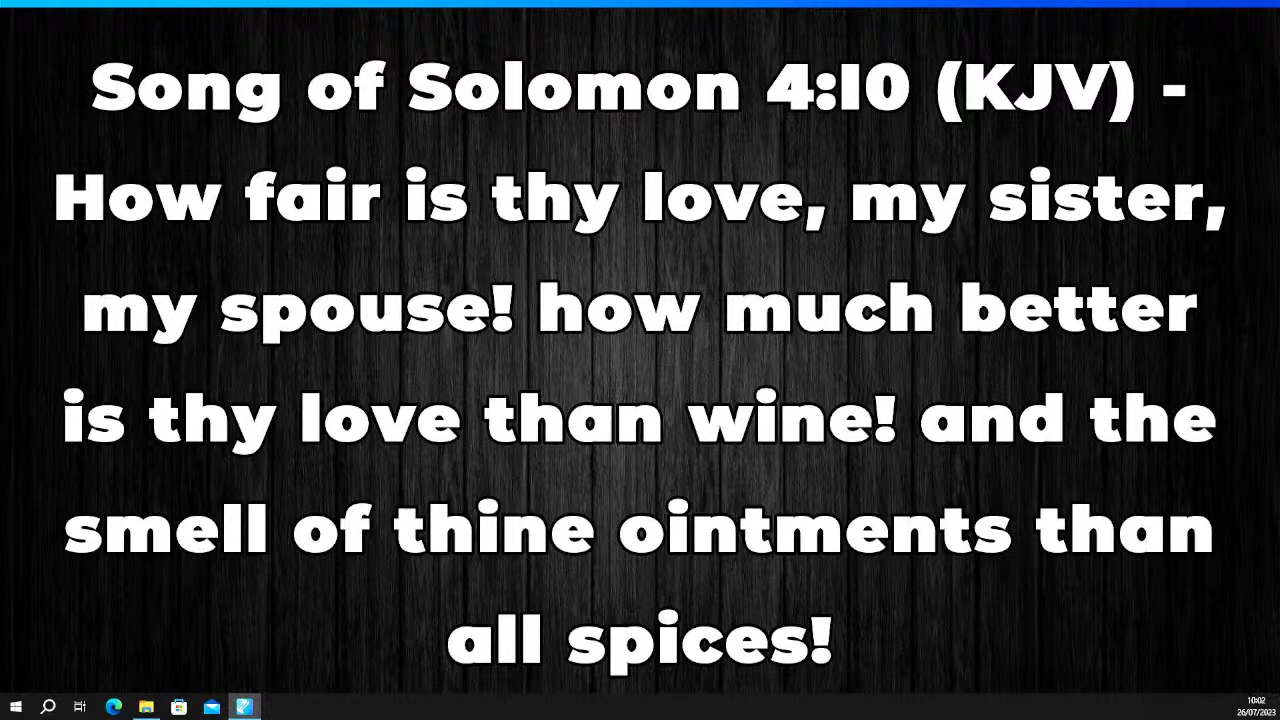 Song of Solomon 4:10 (KJV) -
How fair is thy love, my sister,
my spouse! how much better
is thy love than wine! and the
smell of thine ointments than
all spices!
10:02
26/07/2023